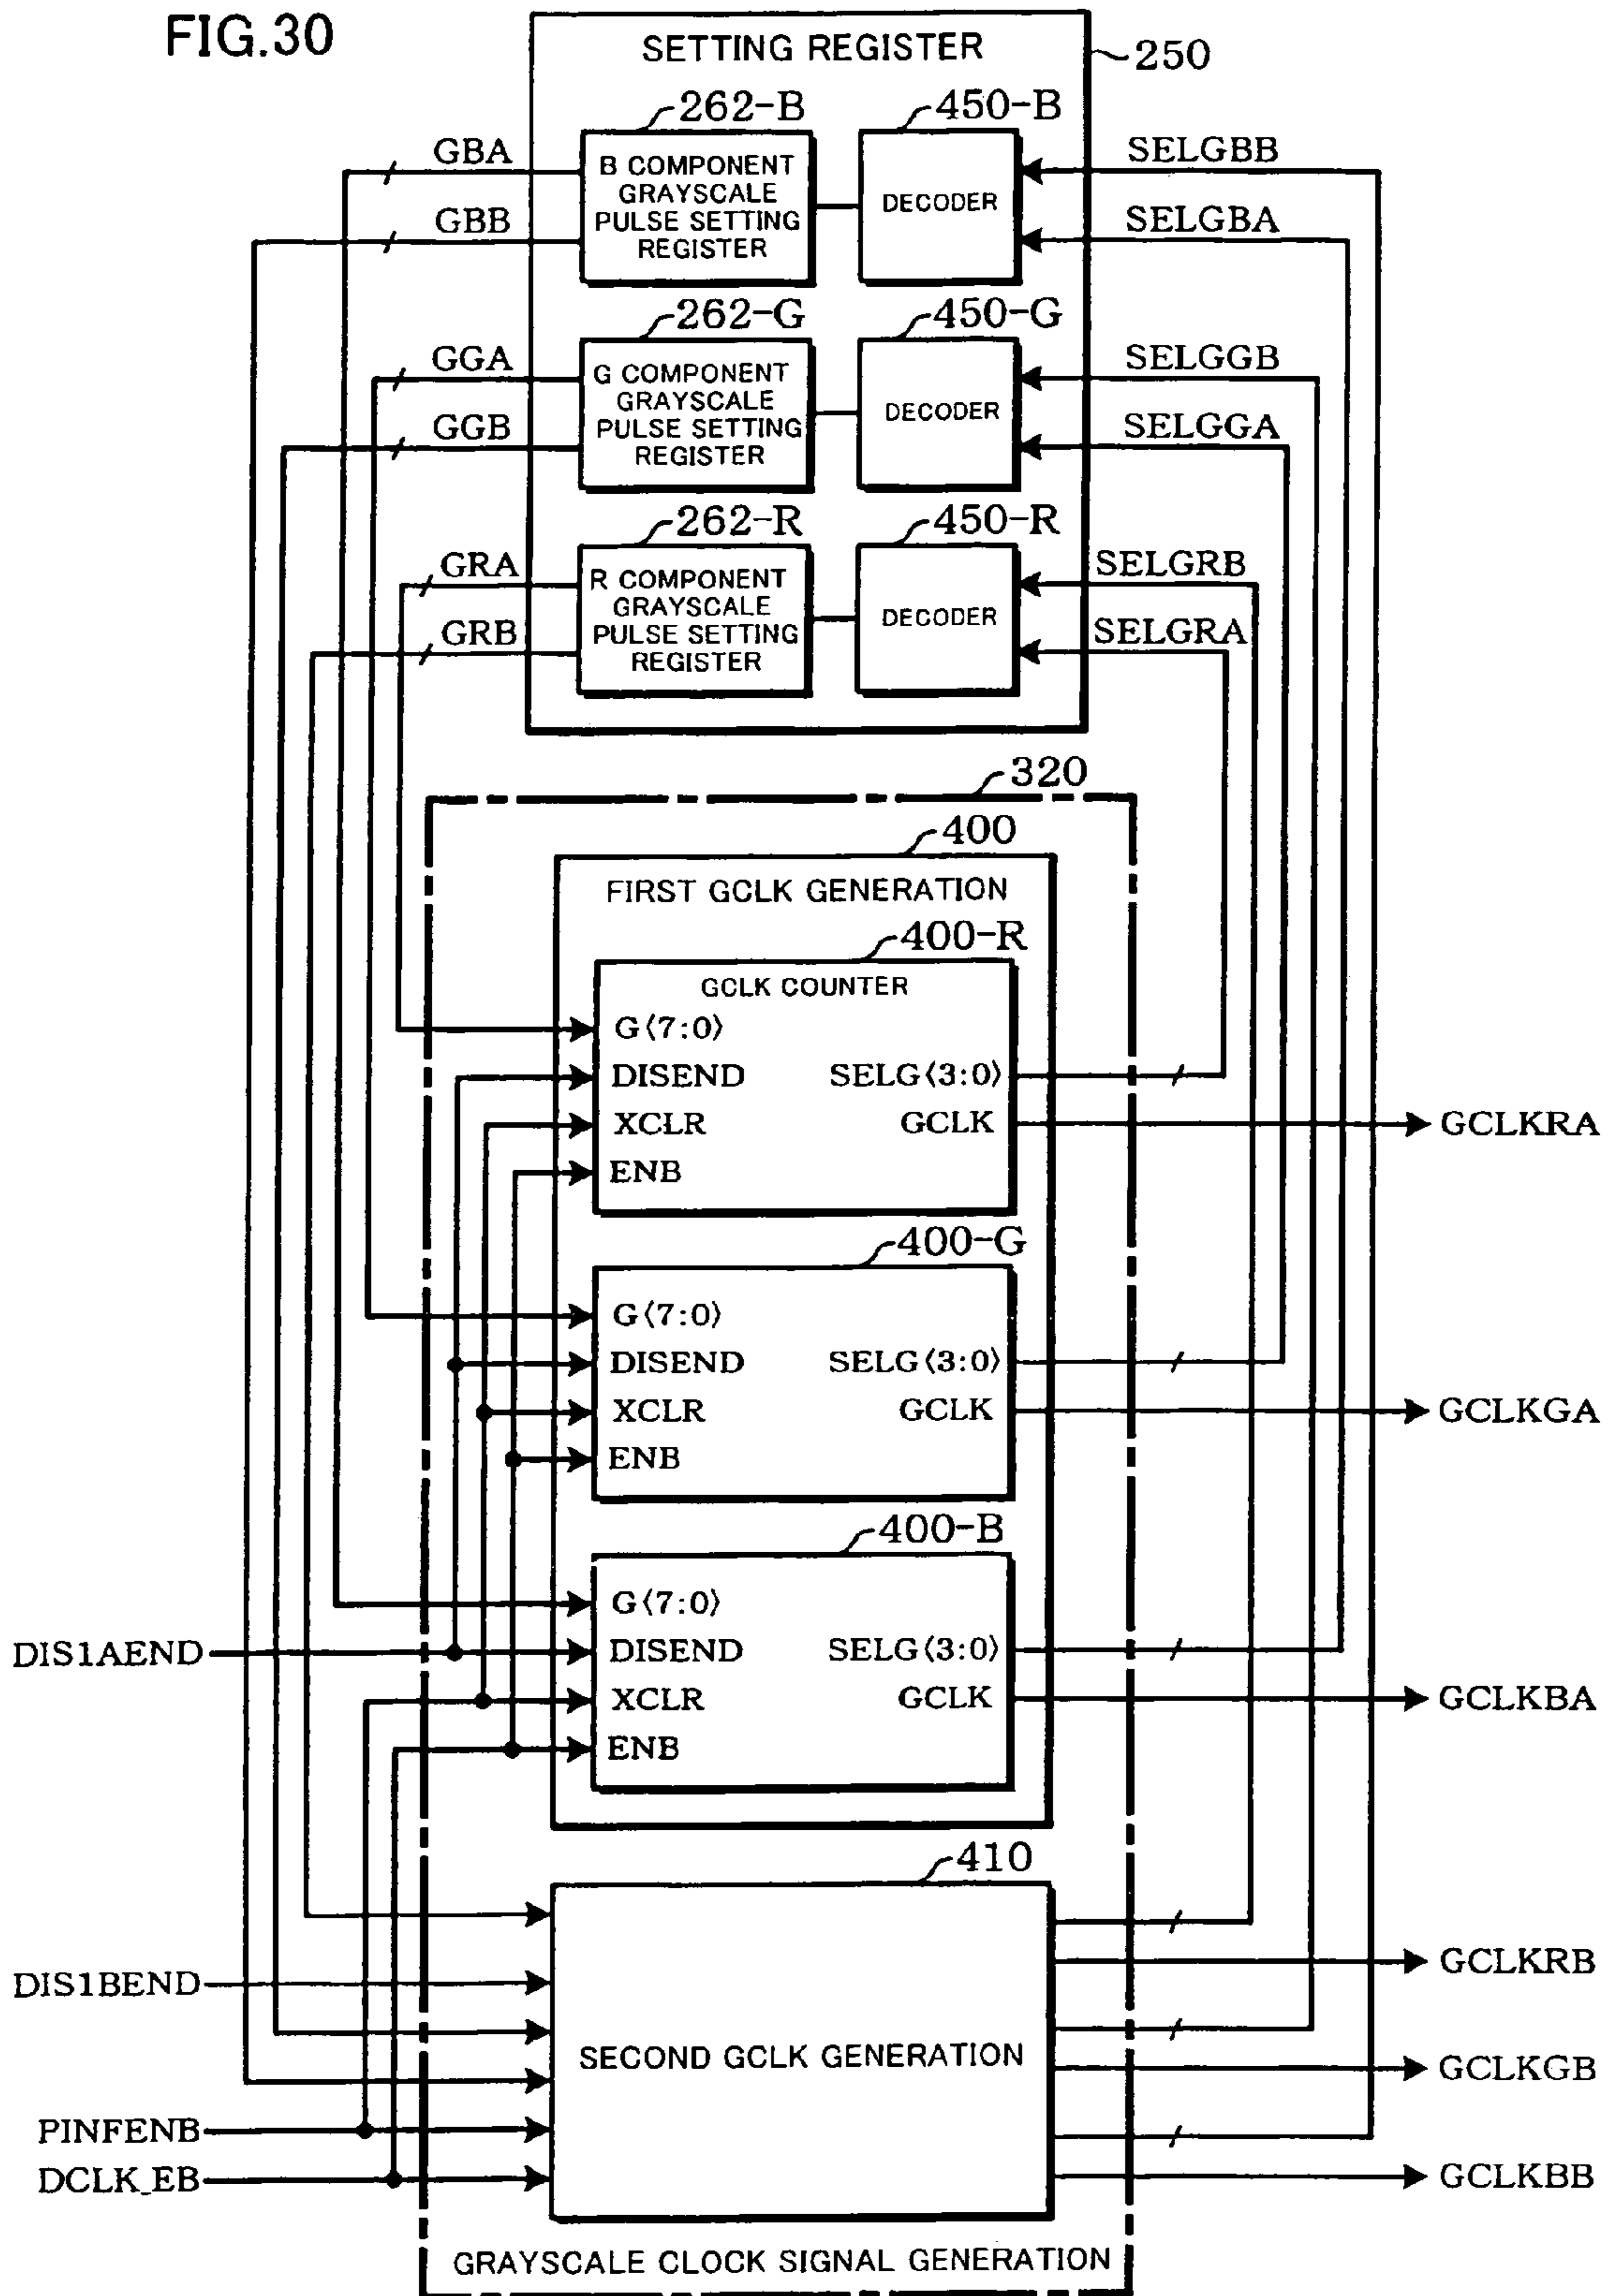 FIG.30
SETTING REGISTER
250
262-B
450-B
GBA
B COMPONENT
GRAYSCALE
PULSE SETTING
REGISTER
DECODER
SELGBB
GBB
SELGBA
262-G
450-G
GGA
G COMPONENT
GRAYSCALE
PULSE SETTING
REGISTER
DECODER
SELGGB
GGB
SELGGA
262-R
450-R
GRA
R COMPONENT
GRAYSCALE
PULSE SETTING
REGISTER
DECODER
SELGRB
GRB
SELGRA
320
400
FIRST GCLK GENERATION
400-R
GCLK COUNTER
G⟨7:0⟩
DISEND SELG⟨3:0⟩
XCLR GCLK
GCLKRA
ENB
400-G
G⟨7:0⟩
DISEND SELG⟨3:0⟩
XCLR GCLK
GCLKGA
ENB
400-B
G⟨7:0⟩
DIS1AEND
DISEND SELG⟨3:0⟩
XCLR GCLK
GCLKBA
ENB
410
GCLKRB
DIS1BEND
SECOND GCLK GENERATION
GCLKGB
PINFENB
DCLK_EB
GCLKBB
GRAYSCALE CLOCK SIGNAL GENERATION